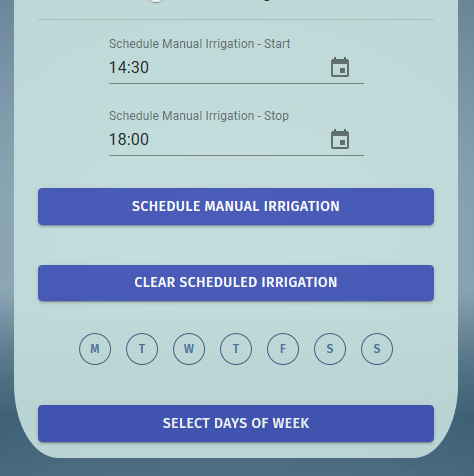 Schedule Manual Irrigation - Start
14:30
Schedule Manual Irrigation - Stop
18:00
SCHEDULE MANUAL IRRIGATION
CLEAR SCHEDULED IRRIGATION
M T W T F S S
SELECT DAYS OF WEEK